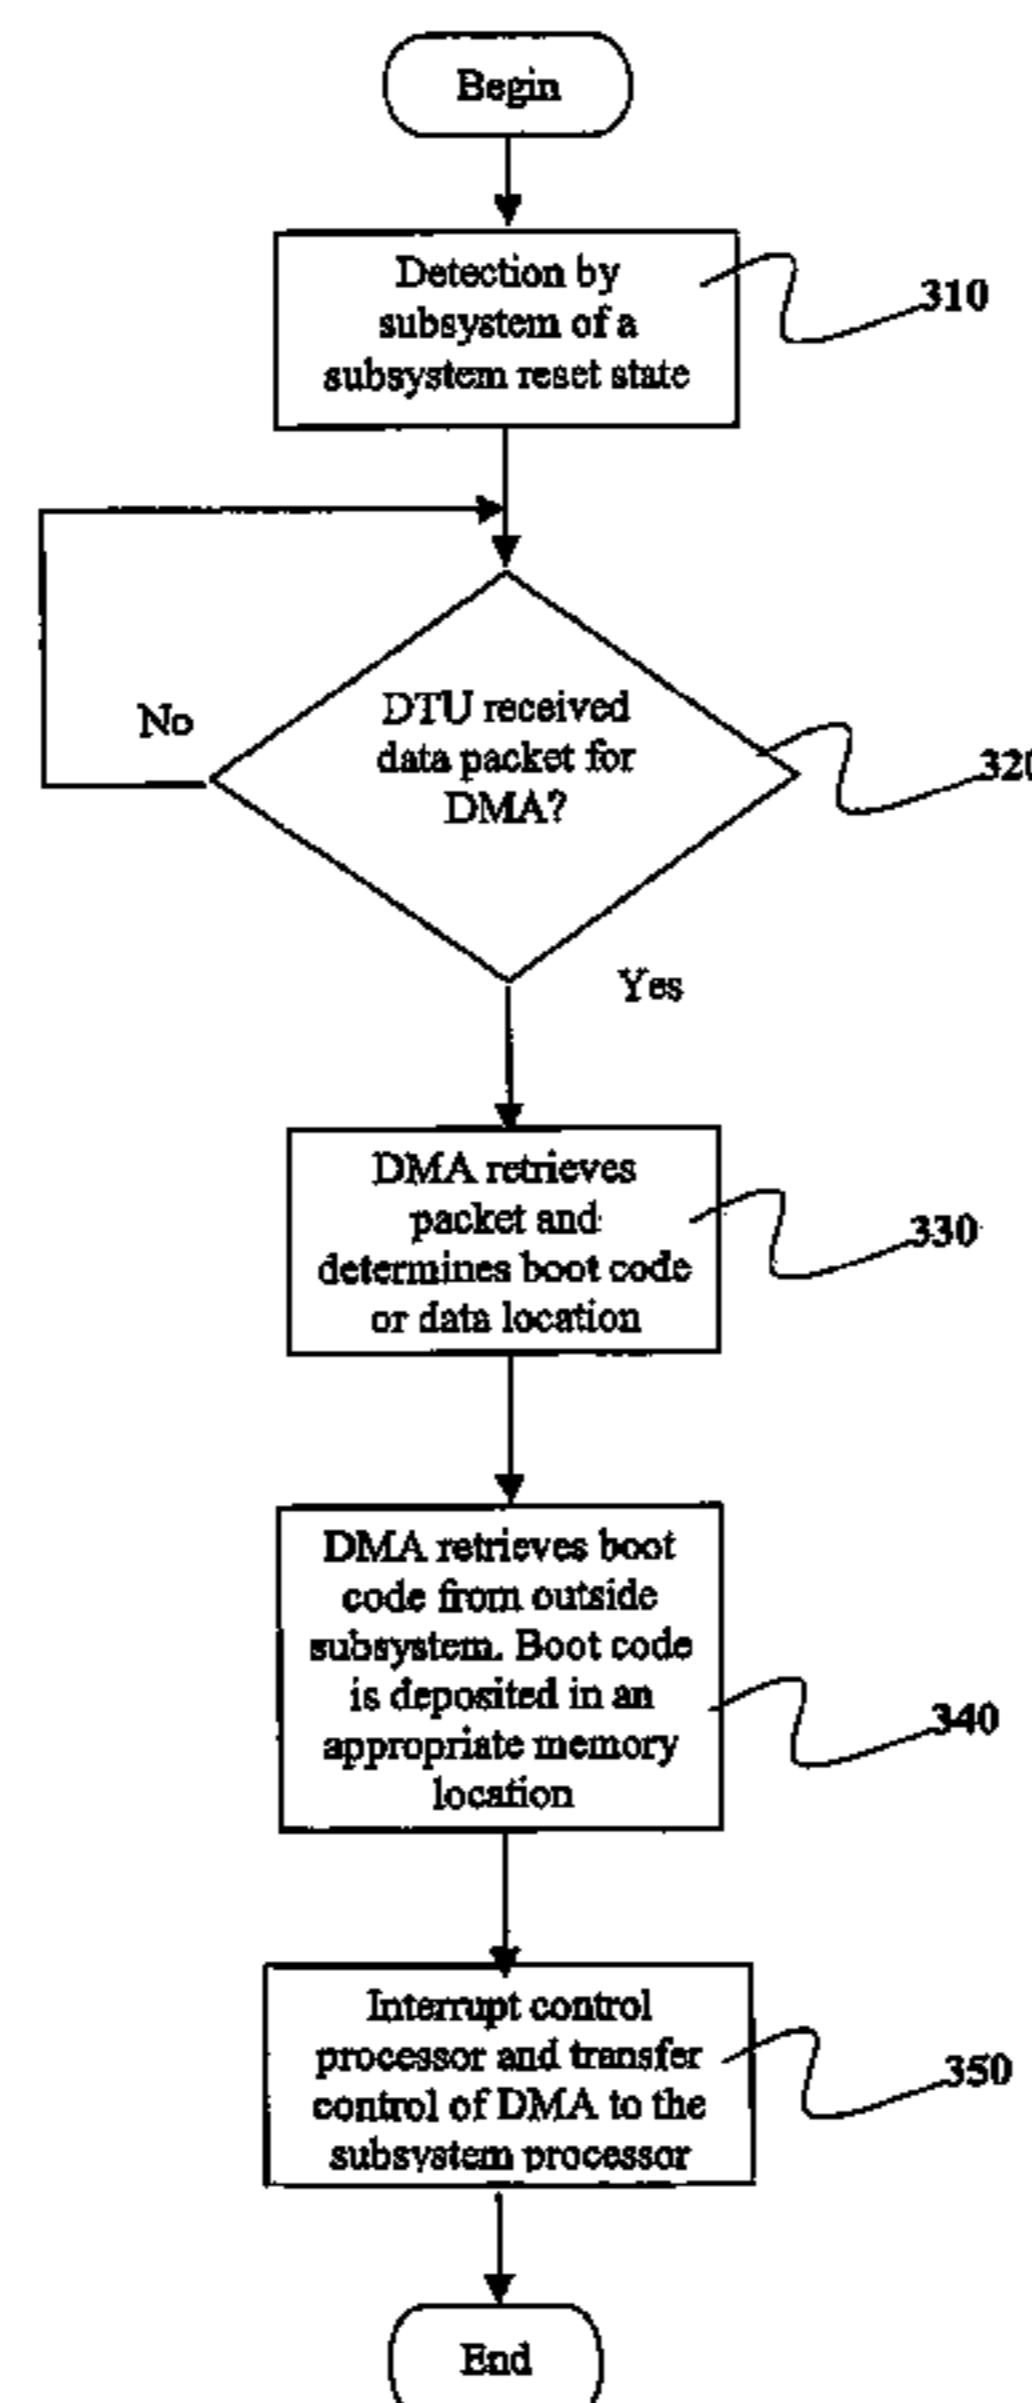 Begin
Detection by
subsystem of a
subsystem reset state
310
No
DTU received
data packet for
DMA?
320
Yes
DMA retrieves
packet and
determines boot code
or data location
330
DMA retrieves boot
code from outside
subsystem. Boot code
is deposited in an
appropriate memory
location
340
Interrupt control
processor and transfer
control of DMA to the
subsystem processor
350
End